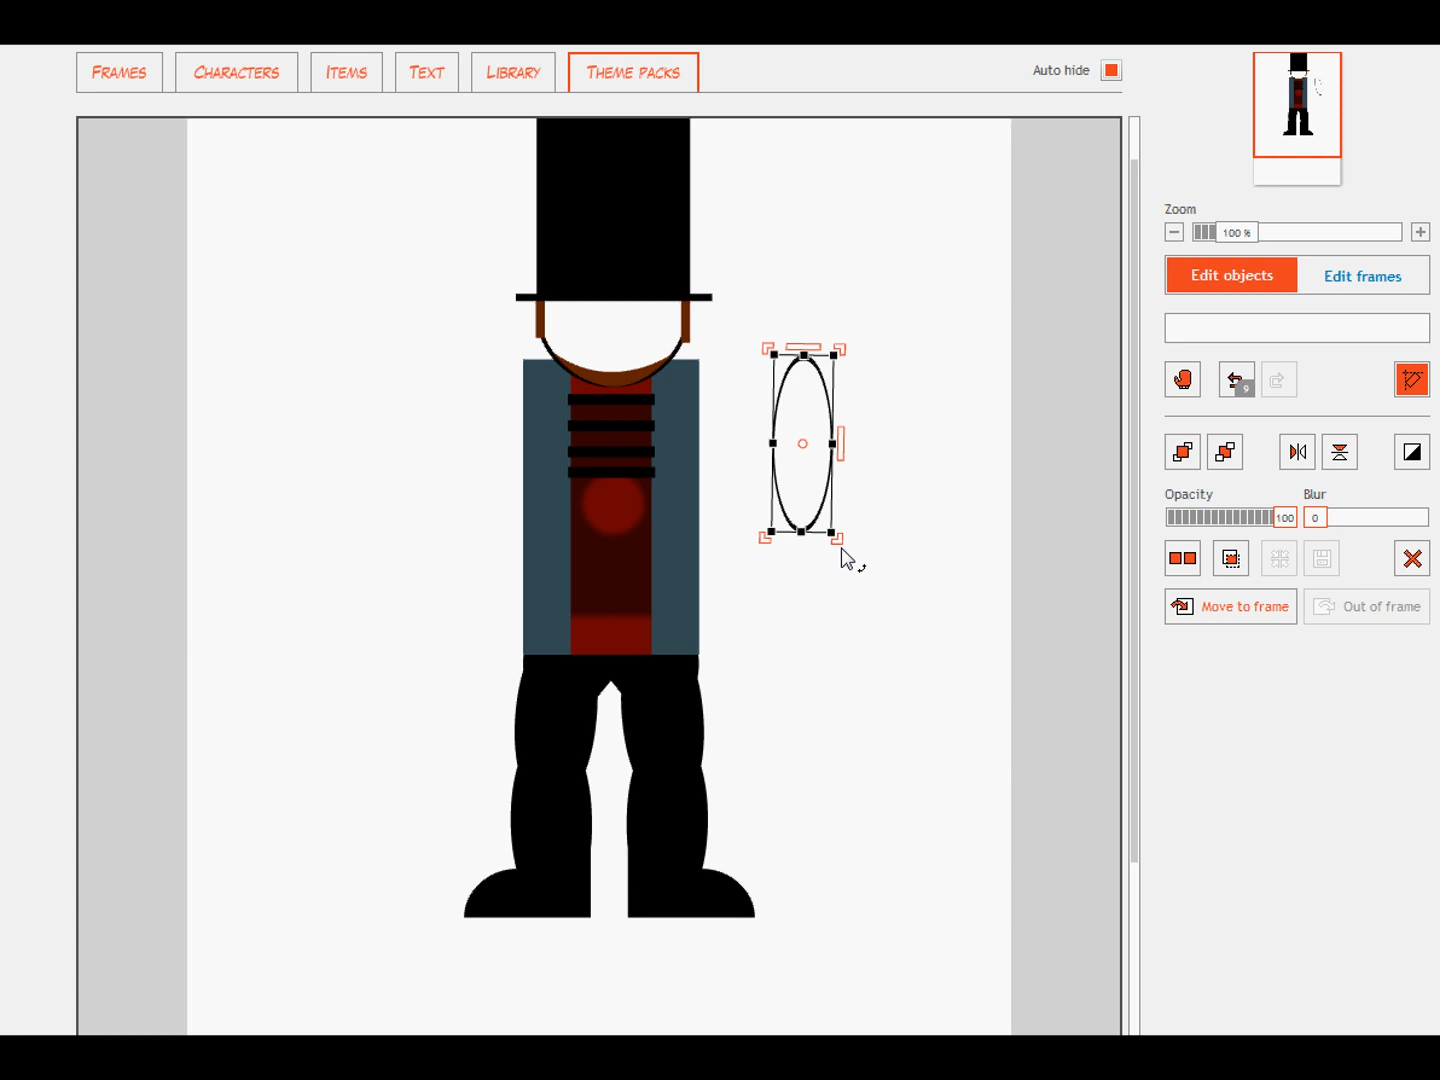 FRAMES
CHARACTERS
ITEMS
TEXT
LIBRARY
THEME PACKS
Auto hide
Zoom
100 %
Edit objects
Edit frames
9
Opacity
Blur
100
0
Move to frame
Out of frame